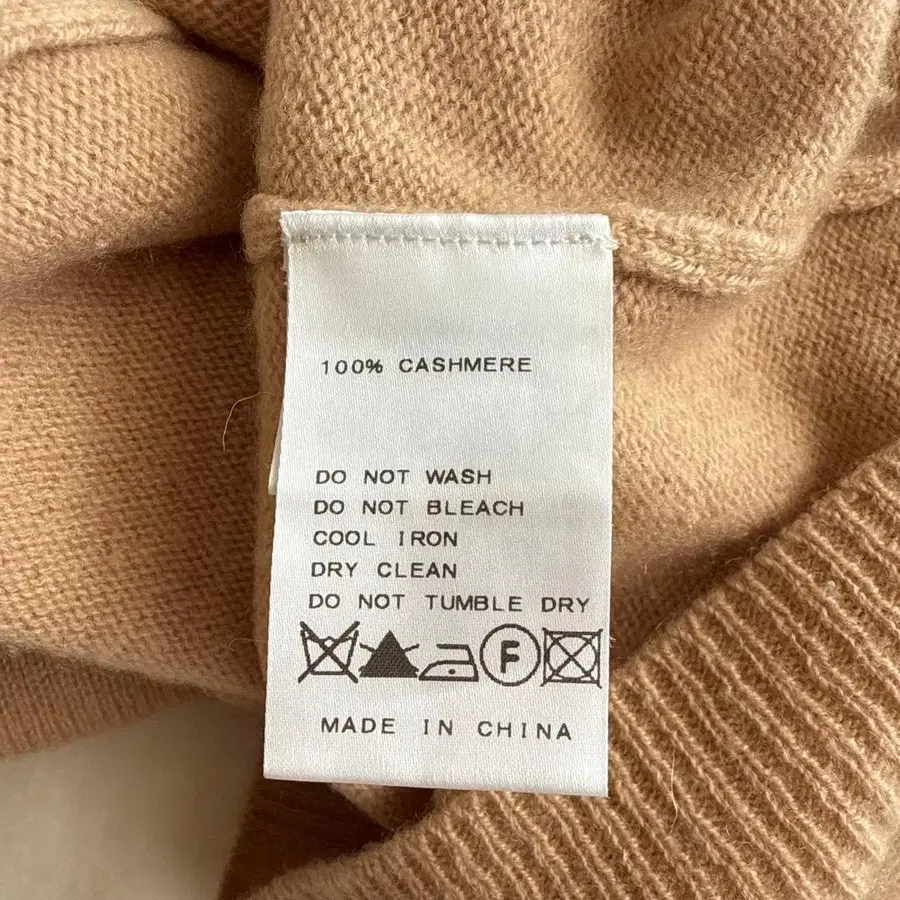 100% CASHMERE
DO NOT WASH
DO NOT BLEACH
COOL IRON
DRY CLEAN
DO NOT TUMBLE DRY
F
MADE IN CHINA